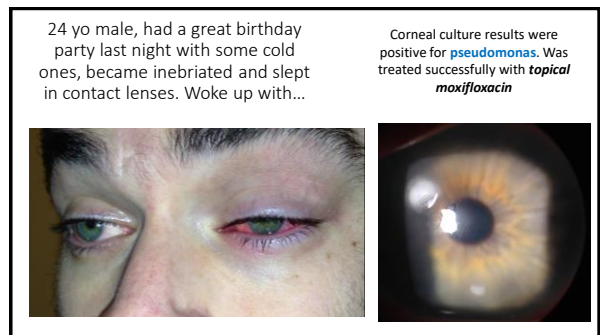 24 yo male, had a great birthday
party last night with some cold
ones, became inebriated and slept
in contact lenses. Woke up with…
Corneal culture results were
positive for pseudomonas. Was
treated successfully with topical
moxifloxacin